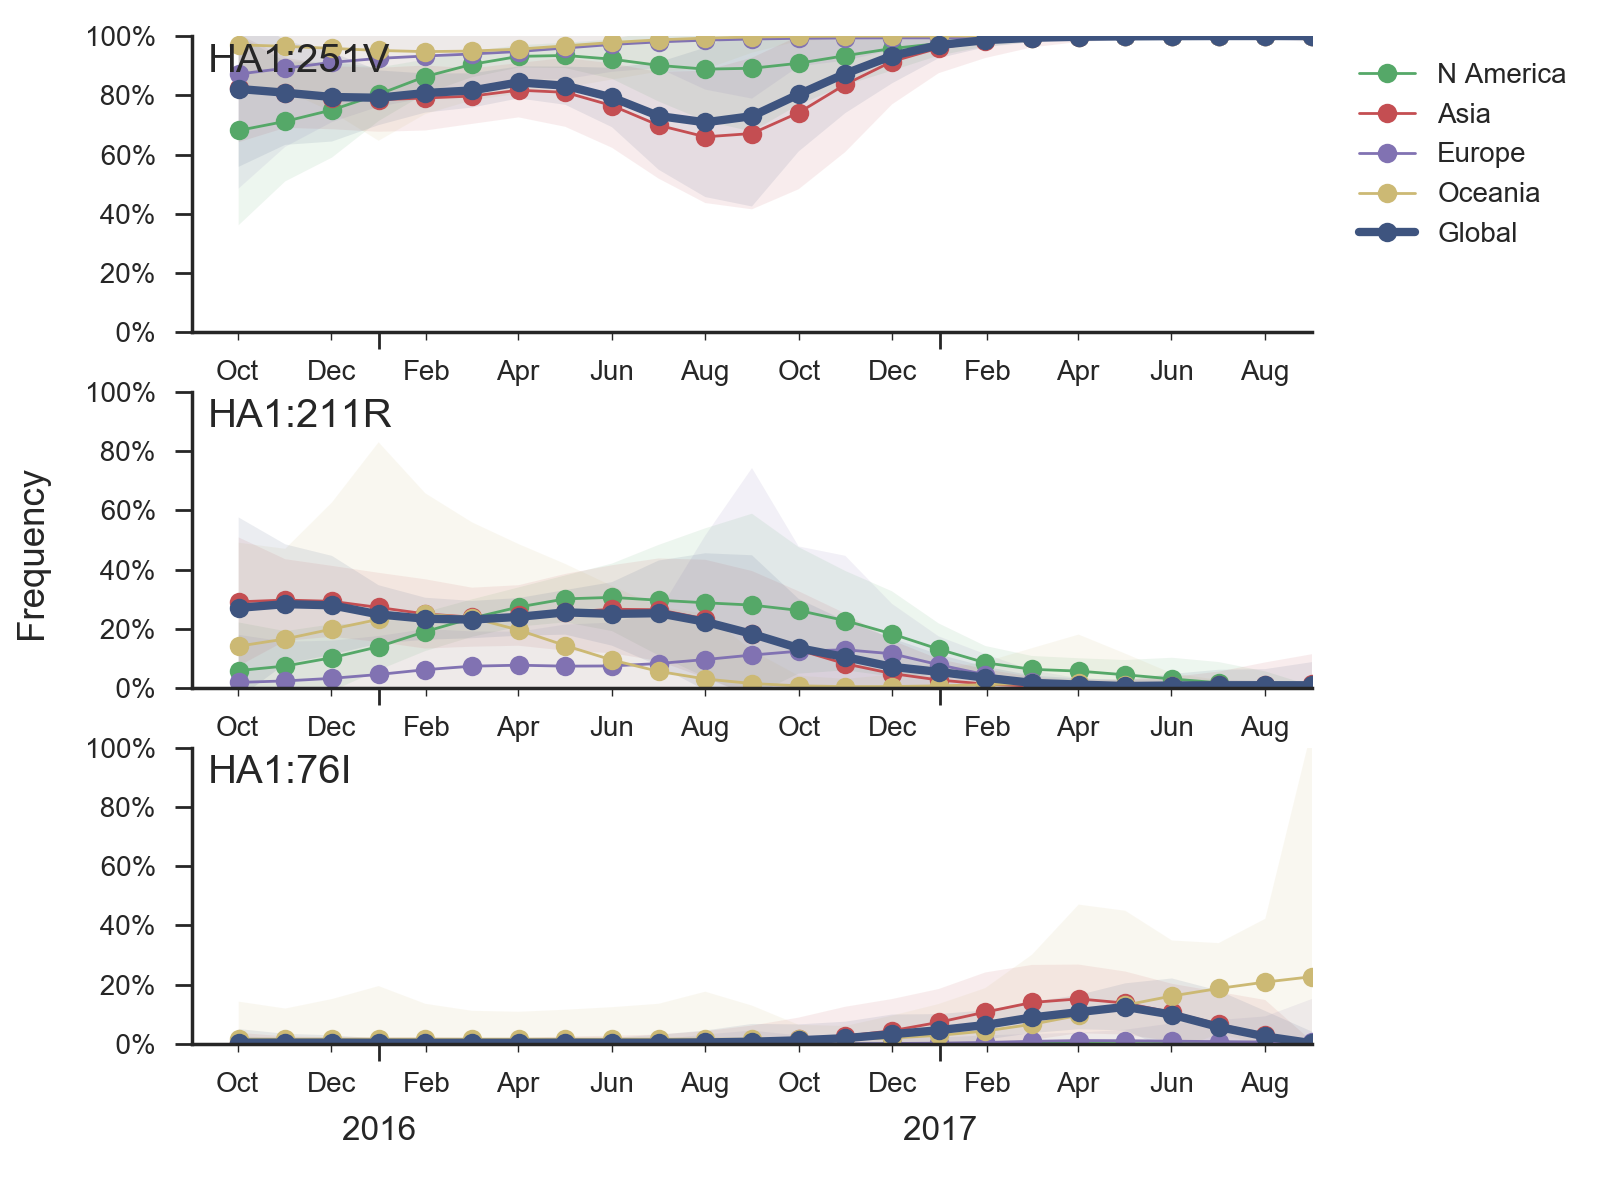 100%
80%
60%
40%
20%
0%
HA1:251V
Oct Dec Feb Apr Jun Aug Oct Dec Feb Apr Jun Aug
N America
Asia
Europe
Oceania
Global
Frequency
100%
80%
60%
40%
20%
0%
HA1:211R
Oct Dec Feb Apr Jun Aug Oct Dec Feb Apr Jun Aug
100%
80%
60%
40%
20%
0%
HA1:76I
Oct Dec Feb Apr Jun Aug Oct Dec Feb Apr Jun Aug
2016 2017